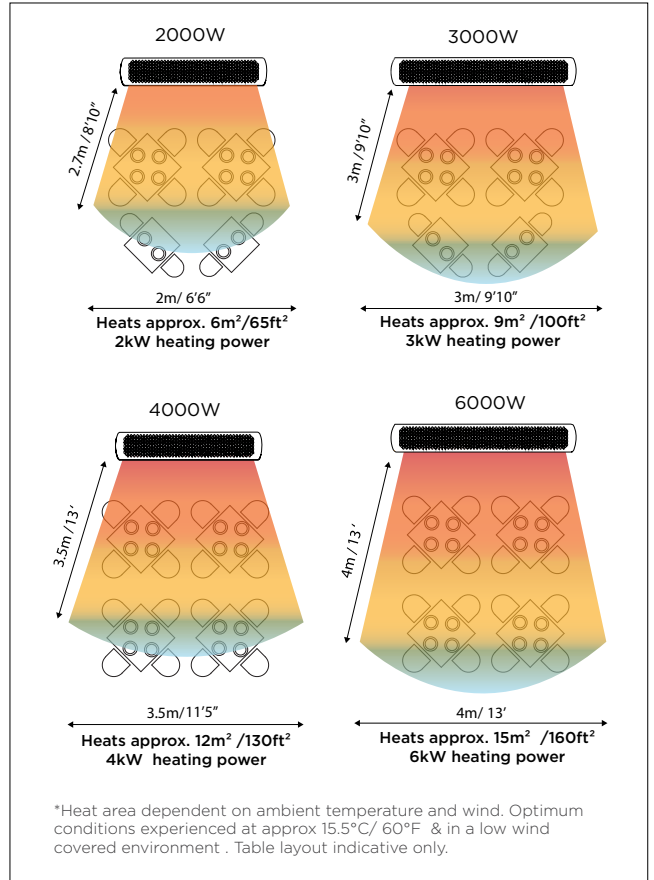 2000W
2.7m / 8'10"
2m/ 6'6"
Heats approx. 6m²/65ft²
2kW heating power
3000W
3m / 9'10"
3m/ 9'10"
Heats approx. 9m² /100ft²
3kW heating power
4000W
3.5m / 13'
3.5m/ 11'5"
Heats approx. 12m² /130ft²
4kW heating power
6000W
4m / 13'
4m/ 13'
Heats approx. 15m² /160ft²
6kW heating power
*Heat area dependent on ambient temperature and wind. Optimum
conditions experienced at approx 15.5°C/ 60°F & in a low wind
covered environment . Table layout indicative only.